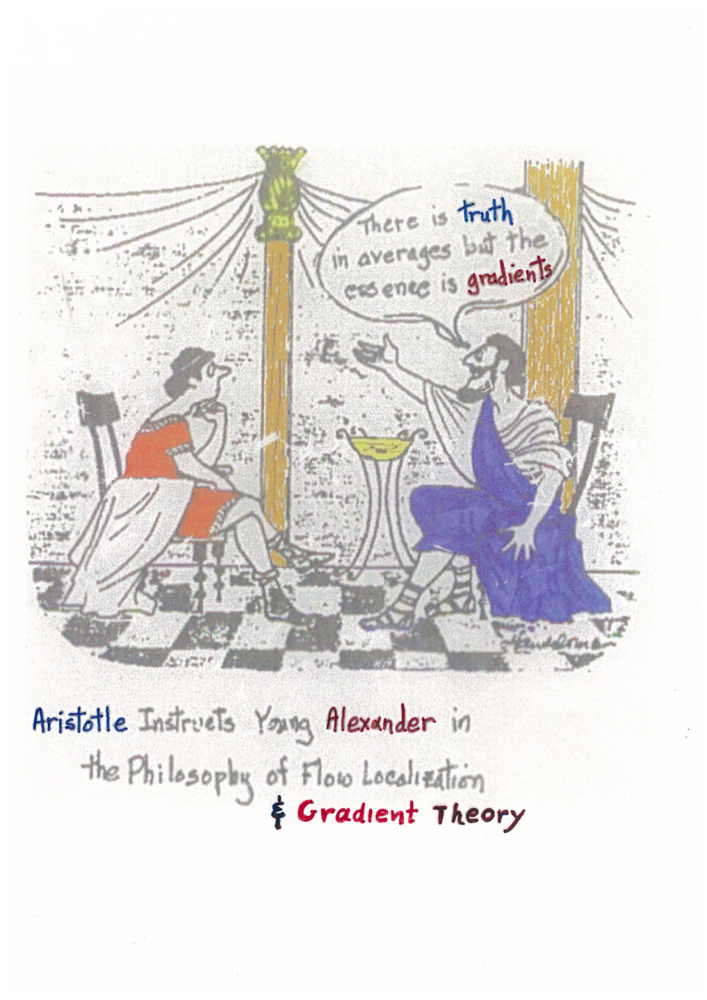 There is truth
in averages but the
essence is gradients
Aristotle Instructs Young Alexander in
the Philosophy of Flow Localization
& Gradient Theory